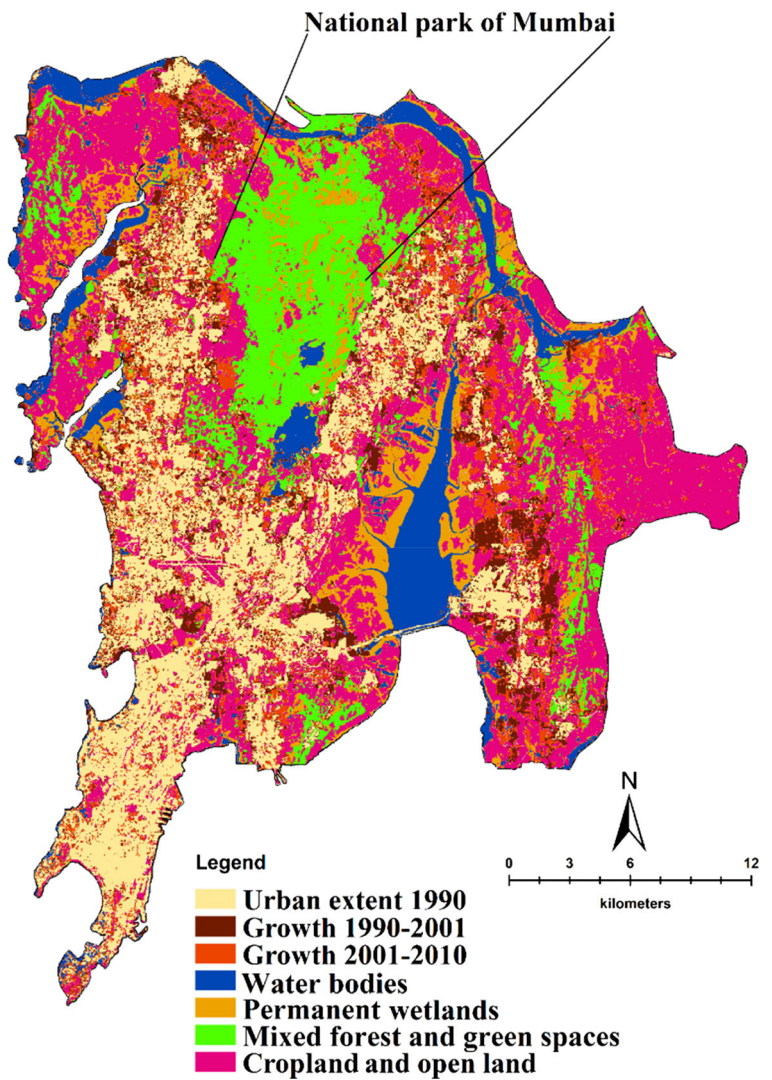 National park of Mumbai
N
0 3 6 12
kilometers
Legend
Urban extent 1990
Growth 1990-2001
Growth 2001-2010
Water bodies
Permanent wetlands
Mixed forest and green spaces
Cropland and open land